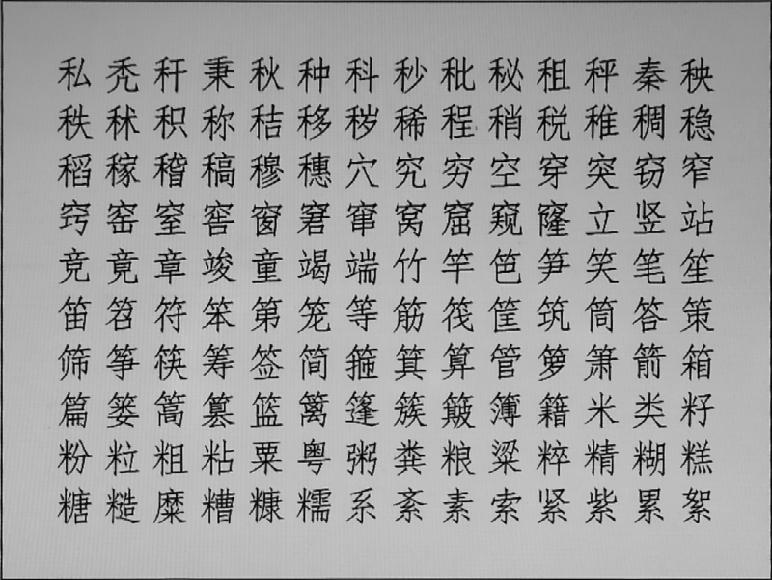 私秃秆秉秋种科秒秕秘租秤秦秧
秩秫积称秸移秽稀程稍税稚稠稳
稻稼稽稿穆穗穴究穷空穿突窃窄
窍窑窒窖窗窘窜窝窟窥窿立竖站
竞竟章竣童竭端竹竿笆笋笑笔笙
笛笤符笨第笼等筋筏筐筑筒答策
筛筝筷筹签简箍箕算管箩箫箭箱
篇篓篙篡篮篱篷簇簸簿籍米类籽
粉粒粗粘粟粤粥粪粮粱粹精糊糕
糖糙糜糟糠糯系紊素索紧紫累絮